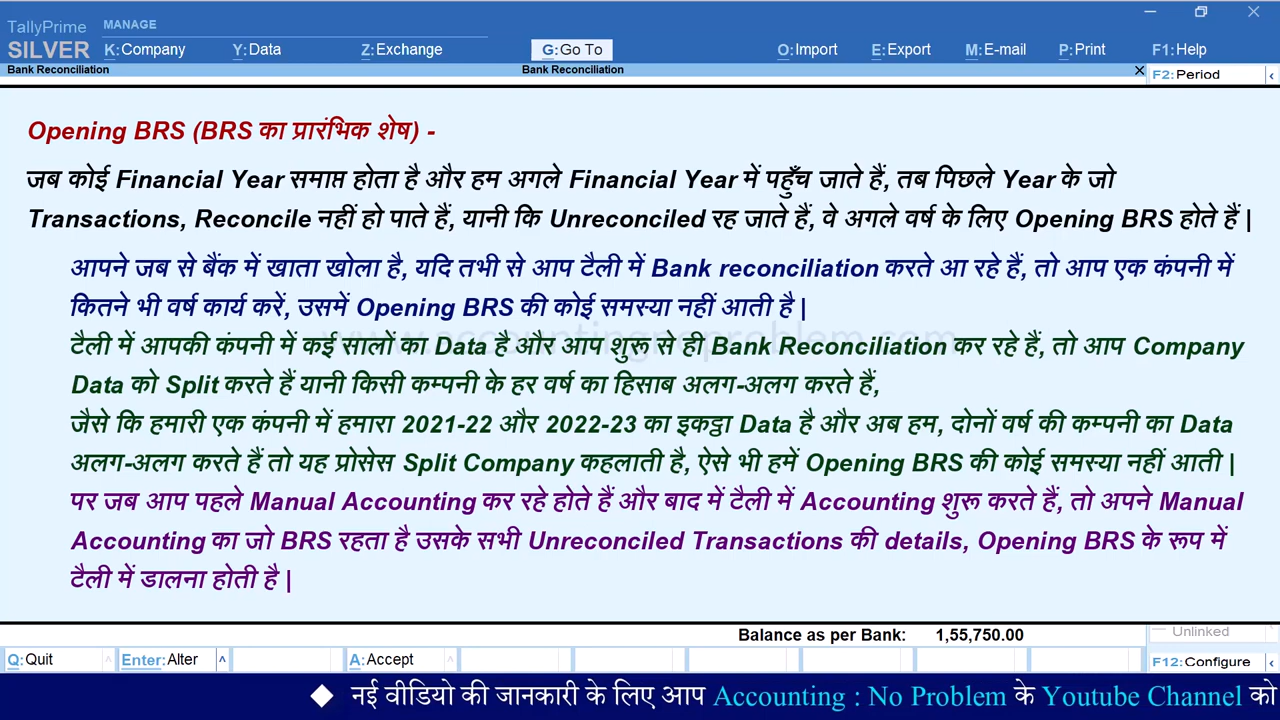 TallyPrime
MANAGE
SILVER K:Company Y:Data Z:Exchange G:Go To O:Import E:Export M:E-mail P:Print F1:Help
Bank Reconciliation Bank Reconciliation F2:Period
Opening BRS (BRS का प्रारंभिक शेष) -
जब कोई Financial Year समाप्त होता है और हम अगले Financial Year में पहुँच जाते हैं, तब पिछले Year के जो
Transactions, Reconcile नहीं हो पाते हैं, यानी कि Unreconciled रह जाते हैं, वे अगले वर्ष के लिए Opening BRS होते हैं |
आपने जब से बैंक में खाता खोला है, यदि तभी से आप टैली में Bank reconciliation करते आ रहे हैं, तो आप एक कंपनी में
कितने भी वर्ष कार्य करें, उसमें Opening BRS की कोई समस्या नहीं आती है |
www.accountingnoproblem.com
टैली में आपकी कंपनी में कई सालों का Data है और आप शुरू से ही Bank Reconciliation कर रहे हैं, तो आप Company
Data को Split करते हैं यानी किसी कम्पनी के हर वर्ष का हिसाब अलग-अलग करते हैं,
जैसे कि हमारी एक कंपनी में हमारा 2021-22 और 2022-23 का इकट्ठा Data है और अब हम, दोनों वर्ष की कम्पनी का Data
अलग-अलग करते हैं तो यह प्रोसेस Split Company कहलाती है, ऐसे भी हमें Opening BRS की कोई समस्या नहीं आती |
पर जब आप पहले Manual Accounting कर रहे होते हैं और बाद में टैली में Accounting शुरू करते हैं, तो अपने Manual
Accounting का जो BRS रहता है उसके सभी Unreconciled Transactions की details, Opening BRS के रूप में
टैली में डालना होती है |
Balance as per Bank: 1,55,750.00 Unlinked
Q:Quit Enter:Alter A:Accept F12:Configure
◆ नई वीडियो की जानकारी के लिए आप Accounting : No Problem के Youtube Channel को